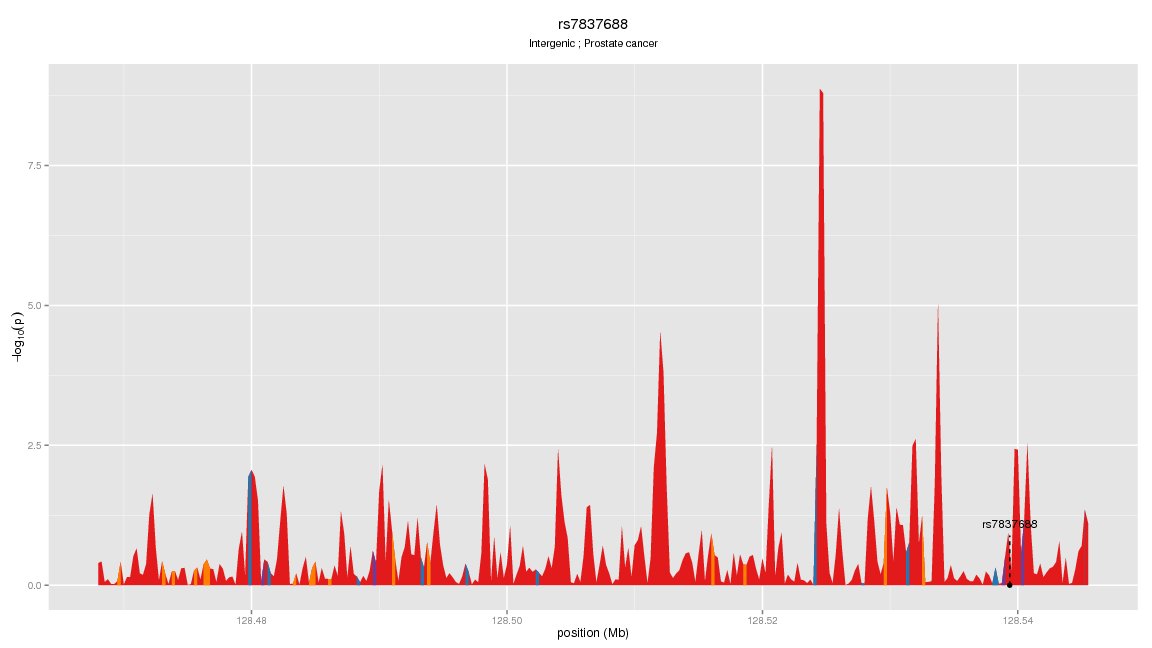 rs7837688
Intergenic ; Prostate cancer
7.5
5.0
2.5
0.0
−log10(p)
rs7837688
128.48
128.50
128.52
128.54
position (Mb)